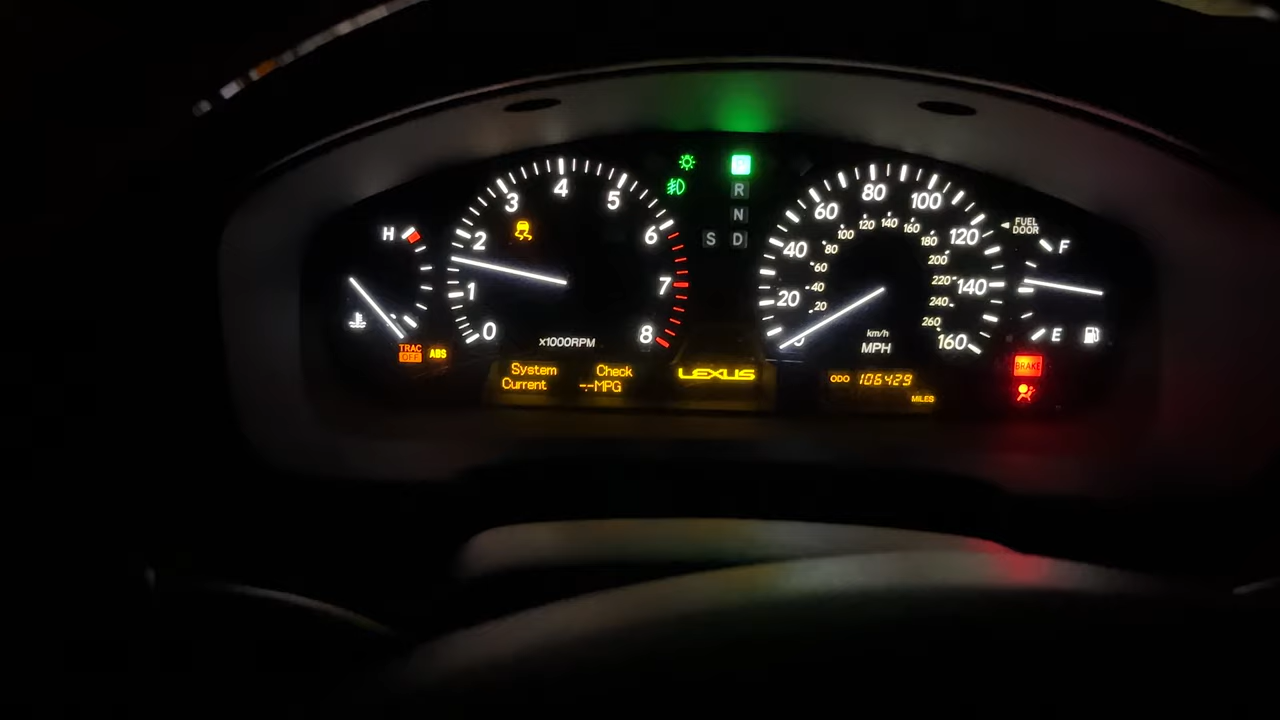 H
TRAC
OFF
ABS
0
1
2
3
4
5
6
7
8
x1000RPM
System Check
Current --MPG
LEXUS
R
N
S D
20
40
60
80
100
120
140
160
20
40
60
80
100
120
140
160
180
200
220
240
260
km/h
MPH
ODO 106429
MILES
FUEL
DOOR
F
E
BRAKE